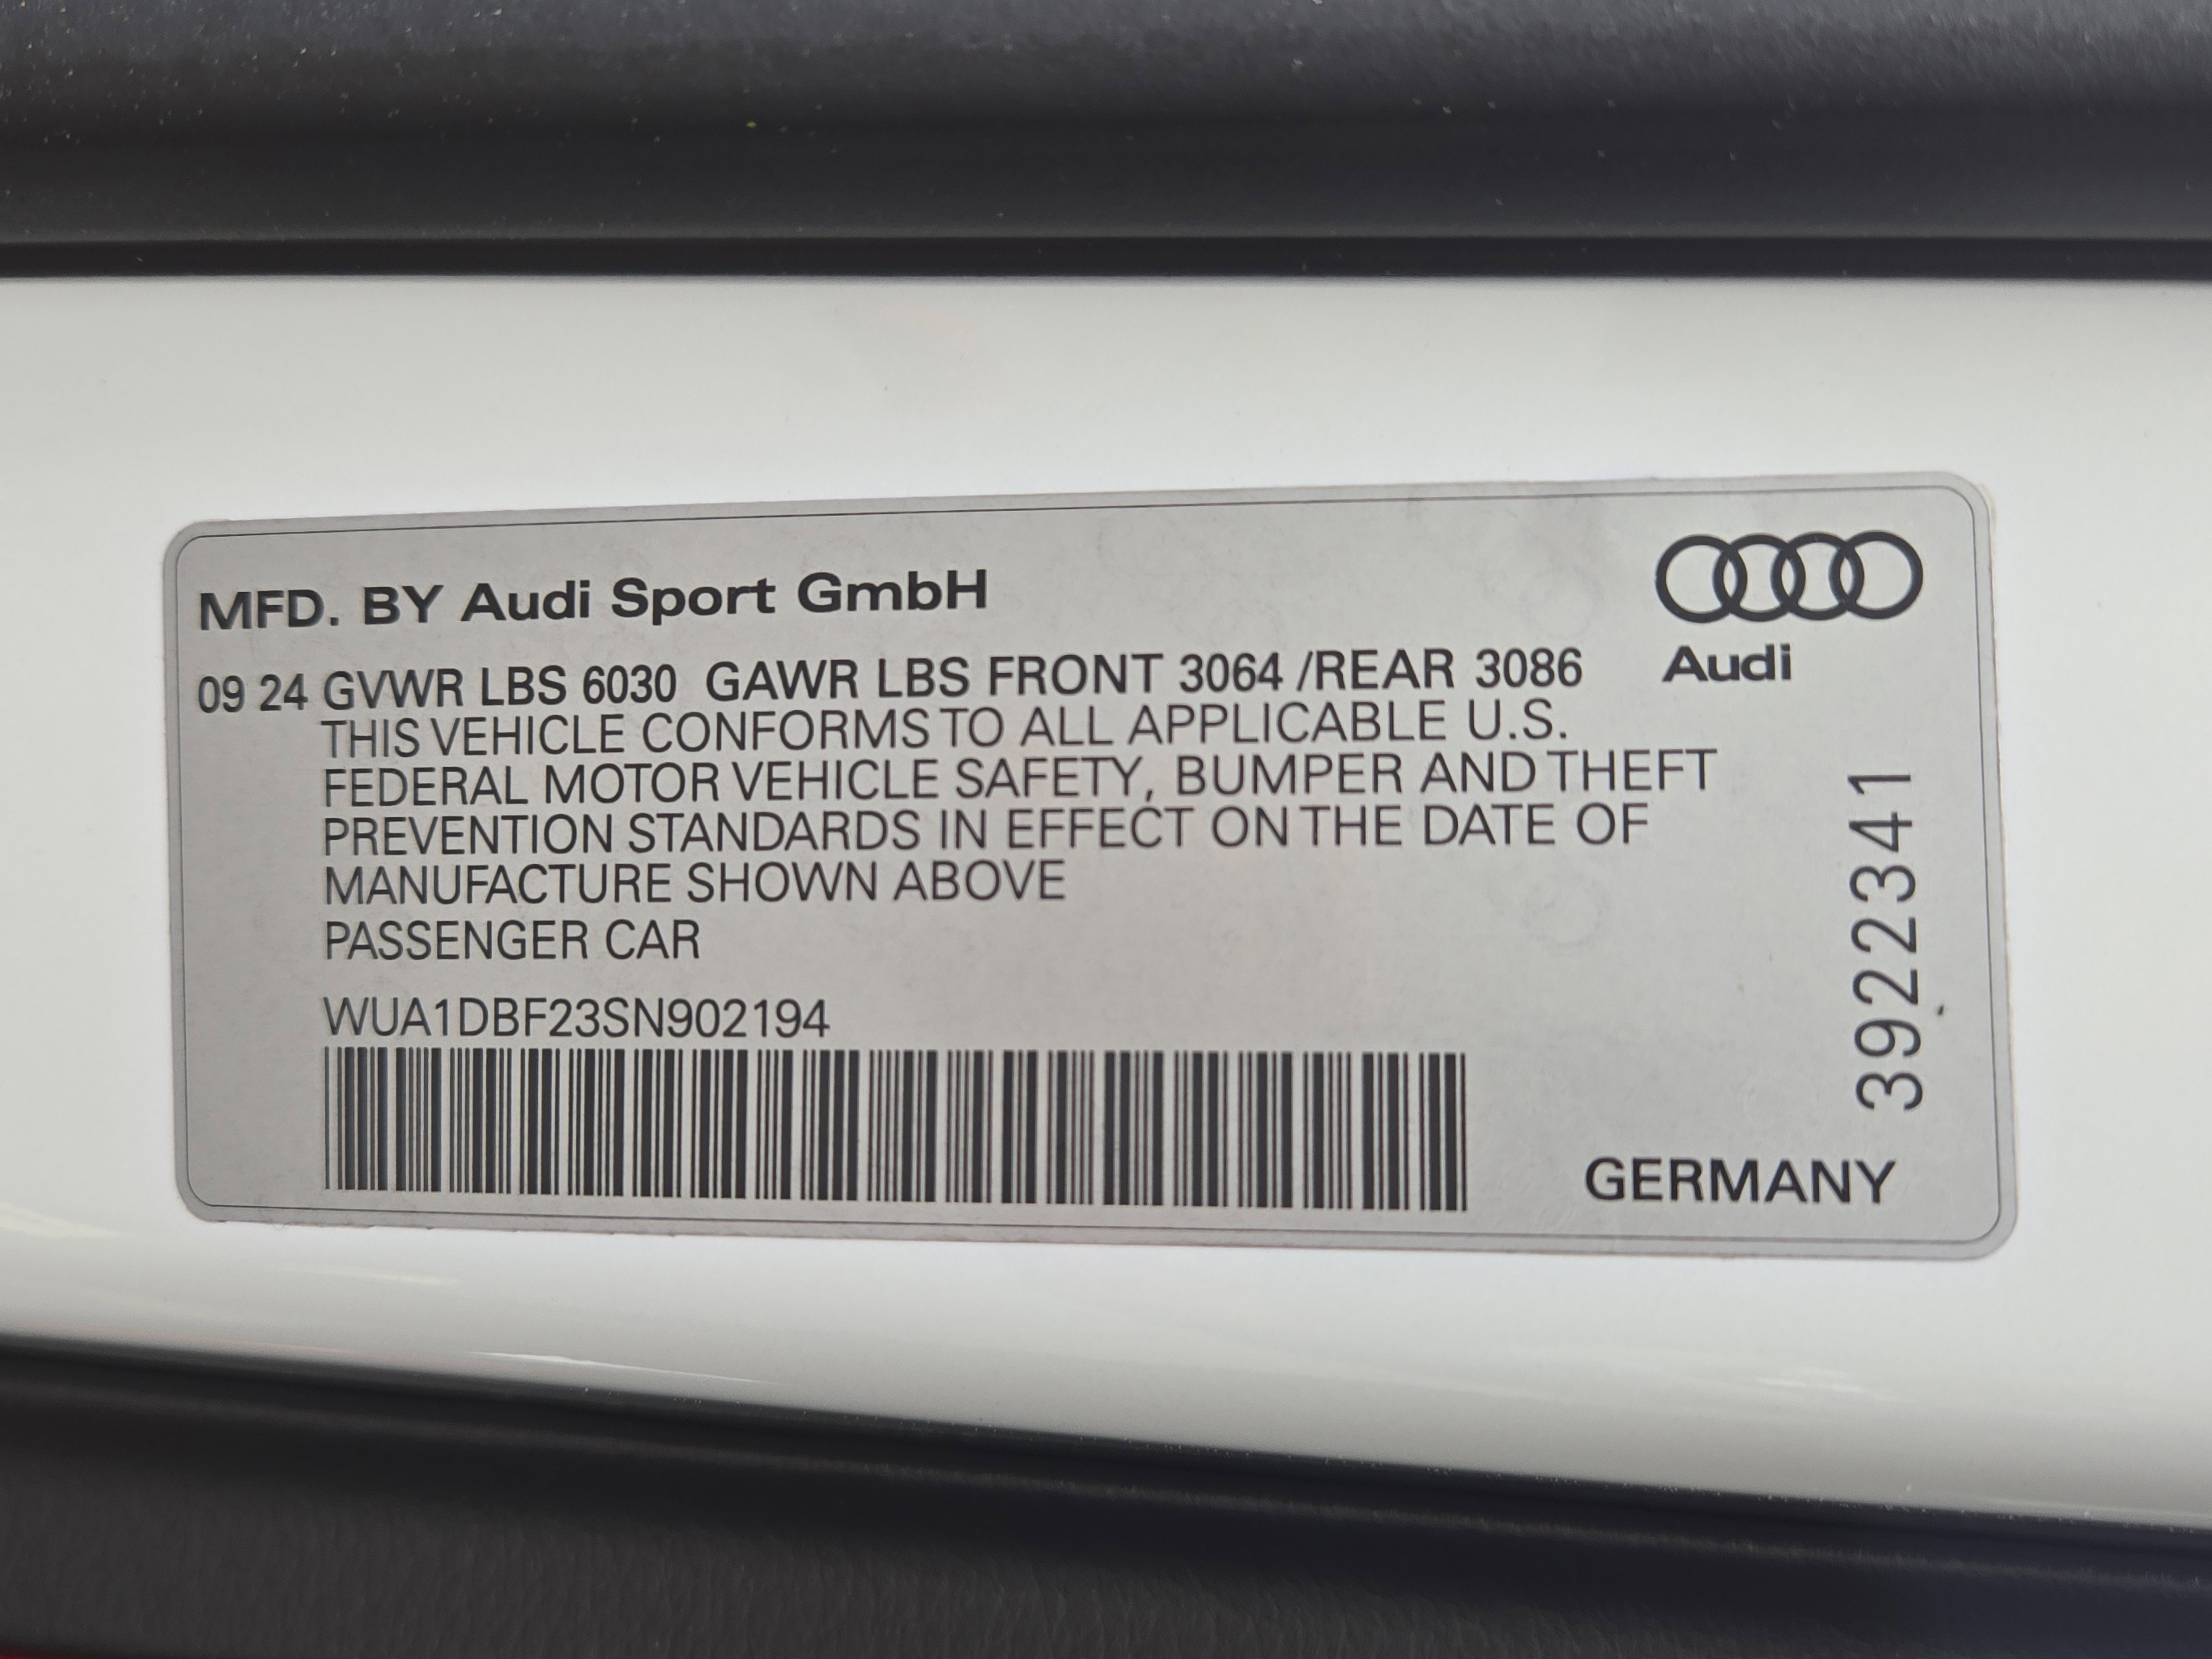 MFD. BY Audi Sport GmbH
09 24 GVWR LBS 6030 GAWR LBS FRONT 3064 /REAR 3086
Audi
THIS VEHICLE CONFORMS TO ALL APPLICABLE U.S.
FEDERAL MOTOR VEHICLE SAFETY, BUMPER AND THEFT
PREVENTION STANDARDS IN EFFECT ON THE DATE OF
MANUFACTURE SHOWN ABOVE
PASSENGER CAR
WUA1DBF23SN902194
3922341
GERMANY